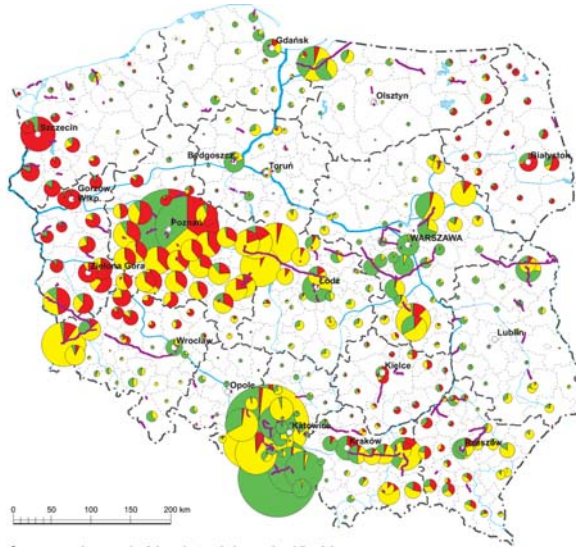 Gdańsk
Olsztyn
Szczecin
Białystok
Bydgoszcz
Toruń
Gorzów
Wlkp.
Poznań
WARSZAWA
Zielona Góra
Łódź
Wrocław
Lublin
Kielce
Opole
Katowice
Kraków
Rzeszów
0 50 100 150 200 km